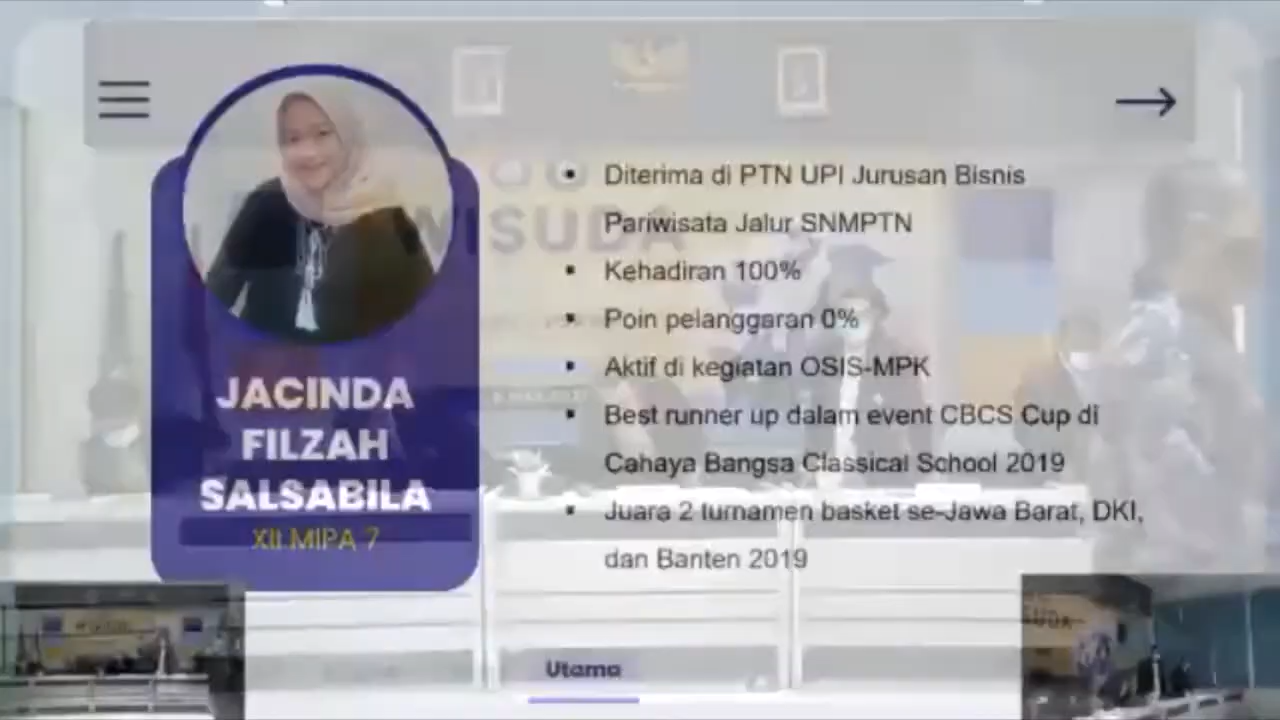 WISUDA
Diterima di PTN UPI Jurusan Bisnis
Pariwisata Jalur SNMPTN
Kehadiran 100%
Poin pelanggaran 0%
Aktif di kegiatan OSIS-MPK
Best runner up dalam event CBCS Cup di
Cahaya Bangsa Classical School 2019
Juara 2 turnamen basket se-Jawa Barat, DKI,
dan Banten 2019
JACINDA
FILZAH
SALSABILA
XII MIPA 7
Utama